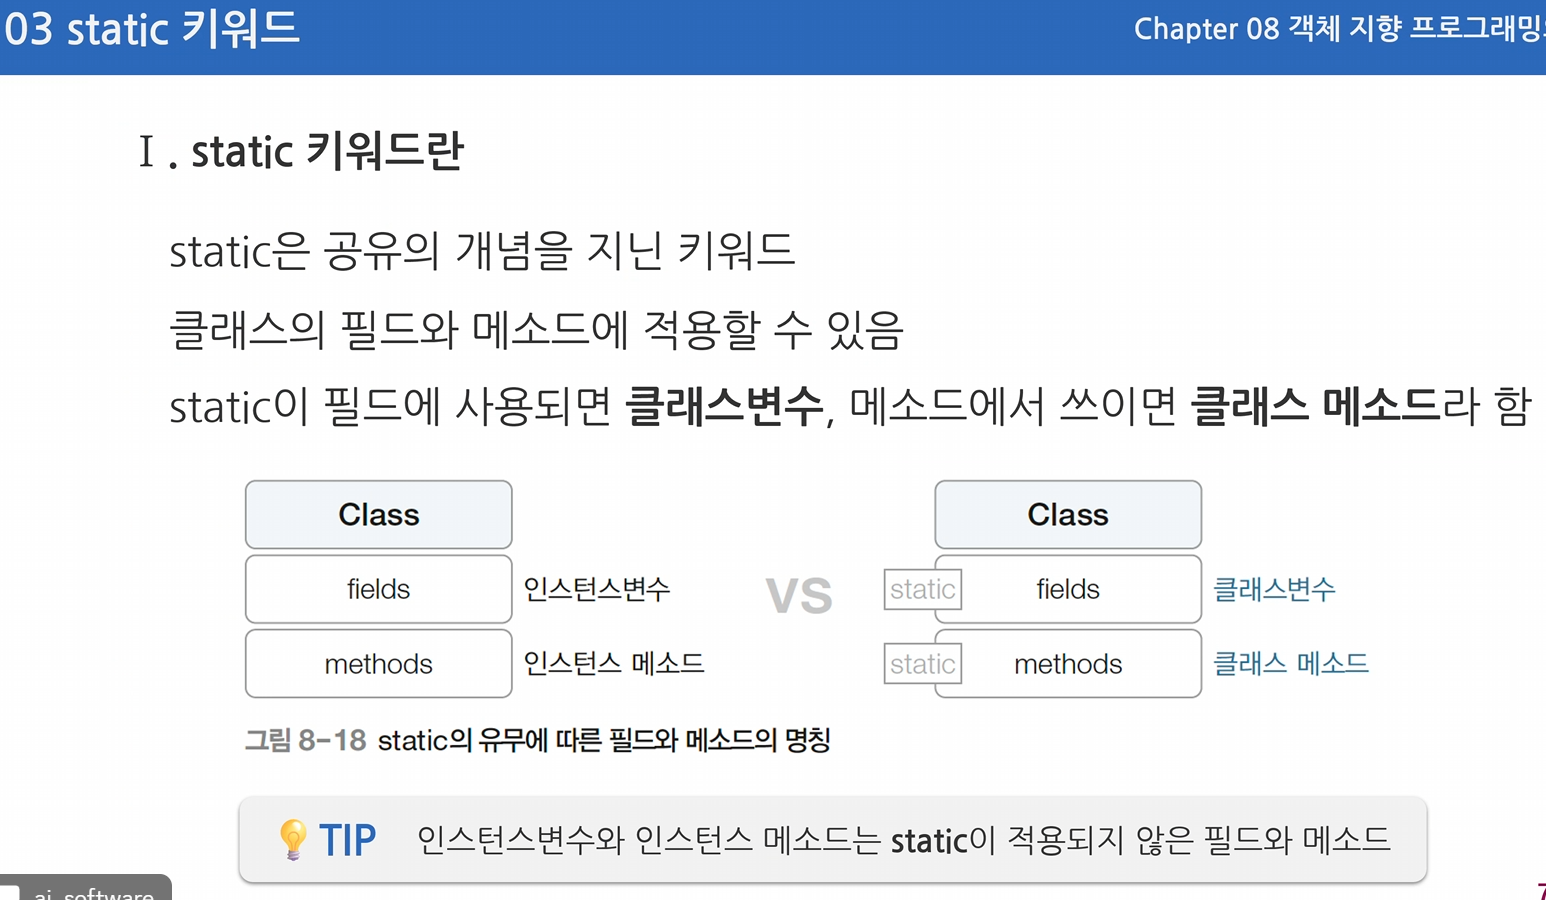 03 static 키워드
Chapter 08 객체 지향 프로그래밍
Ⅰ. static 키워드란
static은 공유의 개념을 지닌 키워드
클래스의 필드와 메소드에 적용할 수 있음
static이 필드에 사용되면 클래스변수, 메소드에서 쓰이면 클래스 메소드라 함
Class
fields 인스턴스변수
methods 인스턴스 메소드
VS
Class
static fields 클래스변수
static methods 클래스 메소드
그림 8-18 static의 유무에 따른 필드와 메소드의 명칭
TIP 인스턴스변수와 인스턴스 메소드는 static이 적용되지 않은 필드와 메소드
ai_software